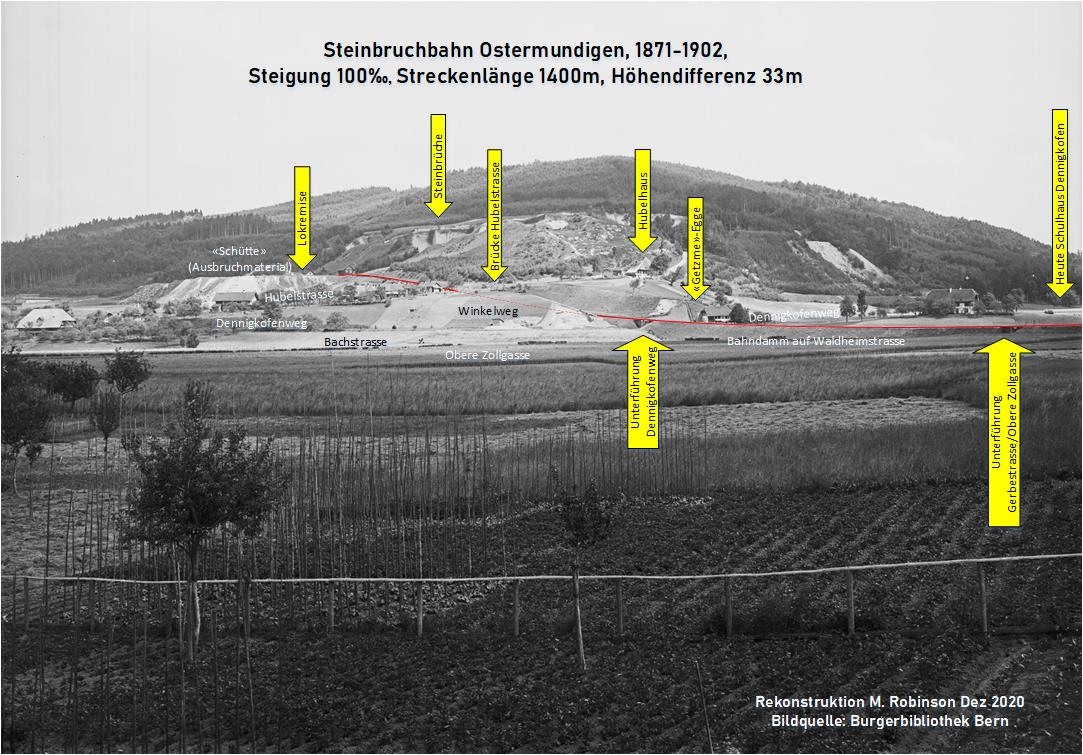 Steinbruchbahn Ostermundigen, 1871-1902,
Steigung 100‰, Streckenlänge 1400m, Höhendifferenz 33m
Steinbrüche
Brücke Hubelstrasse
Hubelhaus
Heute Schulhaus Dennigkofen
Lokremise
«Getzme»-Egge
«Schütte»
(Ausbruchmaterial)
Hubelstrasse
Winkelweg
Dennigkofenweg
Dennigkofenweg
Bachstrasse
Bahndamm auf Waldheimstrasse
Obere Zollgasse
Unterführung
Dennigkofenweg
Unterführung
Gerbestrasse/Obere Zollgasse
Rekonstruktion M. Robinson Dez 2020
Bildquelle: Burgerbibliothek Bern